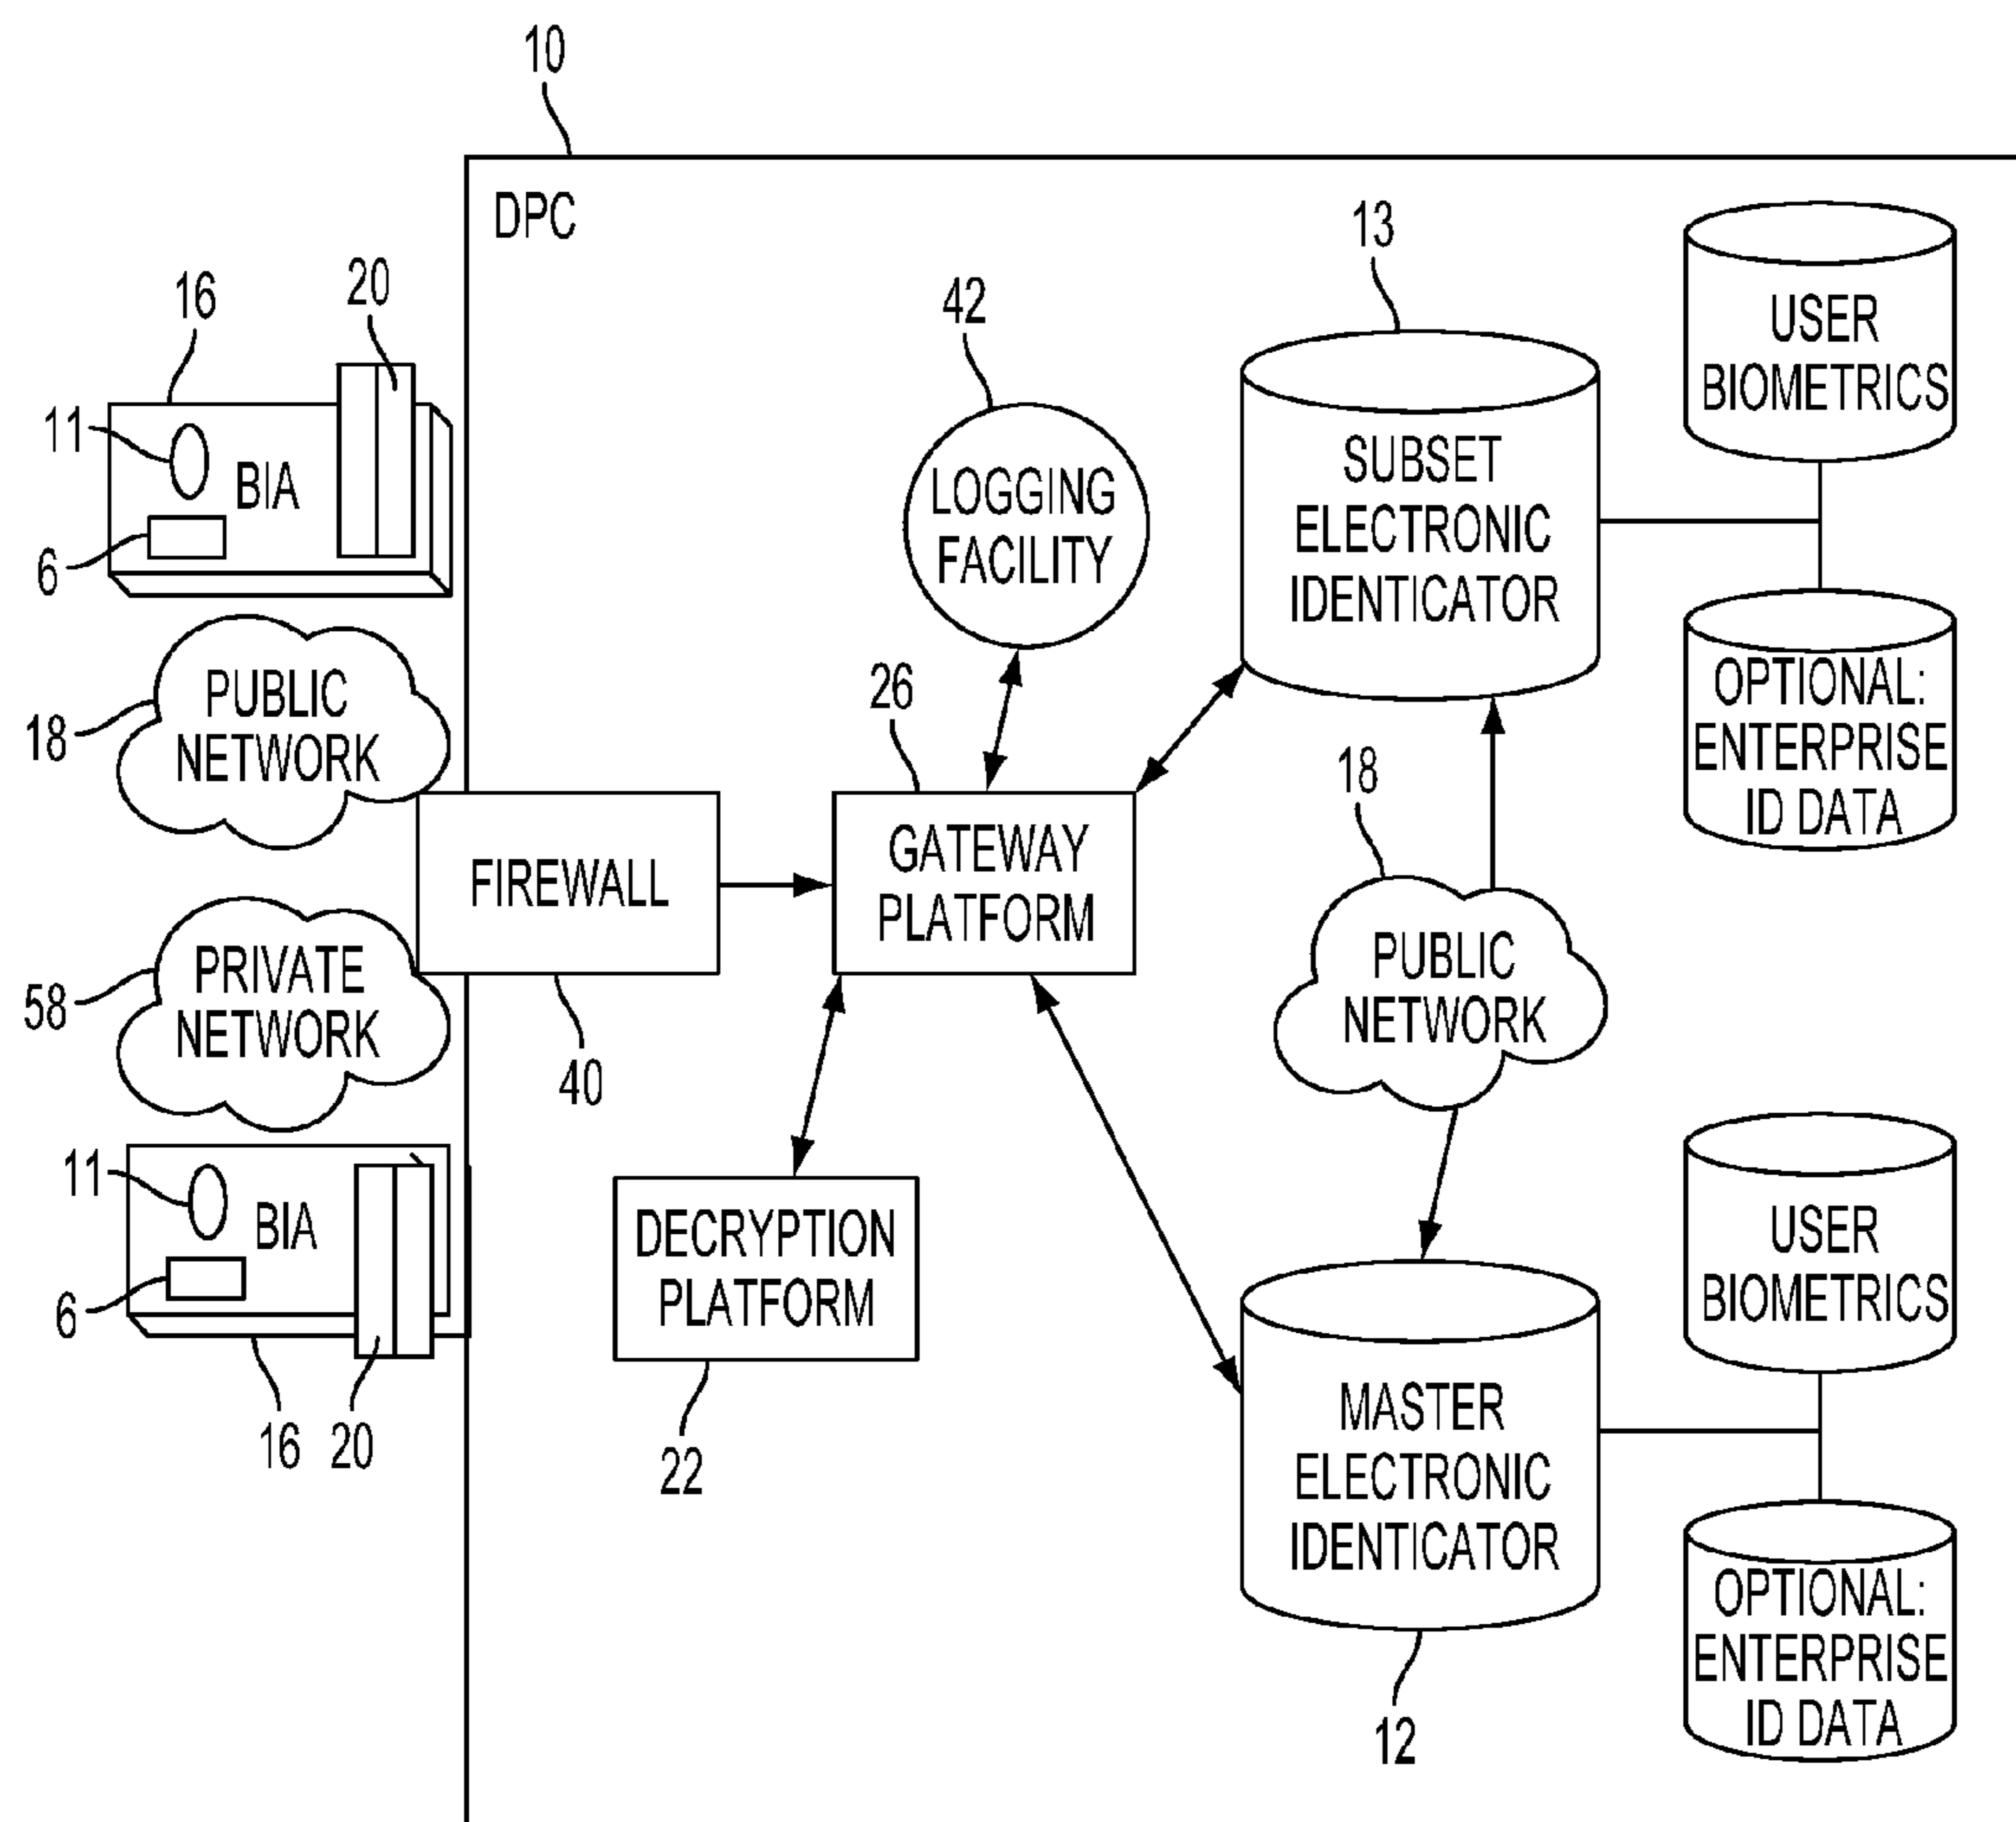 10
DPC
16
20
11
BIA
6
18
PUBLIC
NETWORK
58
PRIVATE
NETWORK
11
BIA
6
16
20
FIREWALL
40
42
LOGGING
FACILITY
26
GATEWAY
PLATFORM
DECRYPTION
PLATFORM
22
13
SUBSET
ELECTRONIC
IDENTICATOR
18
PUBLIC
NETWORK
MASTER
ELECTRONIC
IDENTICATOR
12
USER
BIOMETRICS
OPTIONAL:
ENTERPRISE
ID DATA
USER
BIOMETRICS
OPTIONAL:
ENTERPRISE
ID DATA